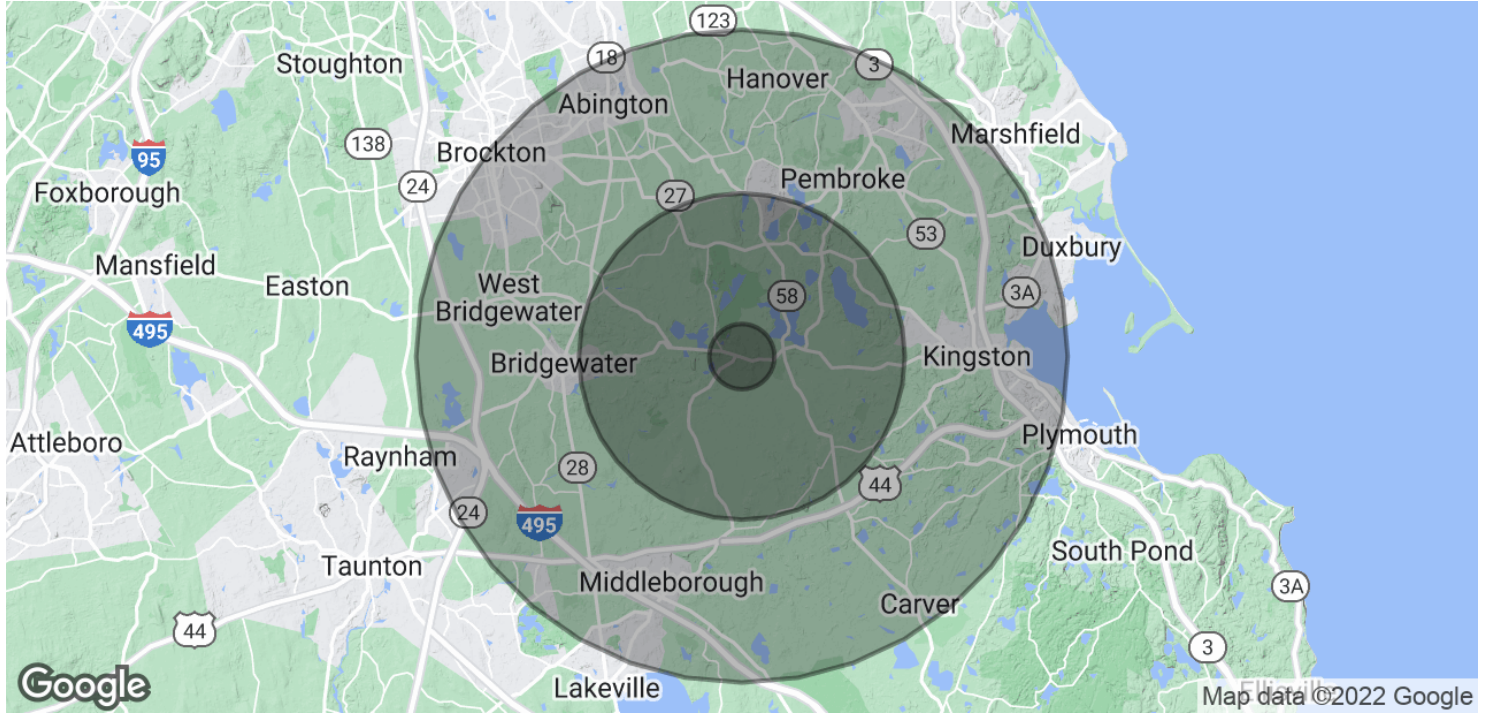 123
Stoughton
18
Hanover
3
Abington
138
Brockton
Marshfield
95
Foxborough
24
27
Pembroke
53
Duxbury
Mansfield
Easton
West
Bridgewater
58
3A
495
Bridgewater
Kingston
Attleboro
Raynham
Plymouth
28
44
24
495
Taunton
Middleborough
South Pond
Carver
3A
44
3
Lakeville
Google
Map data ©2022 Google